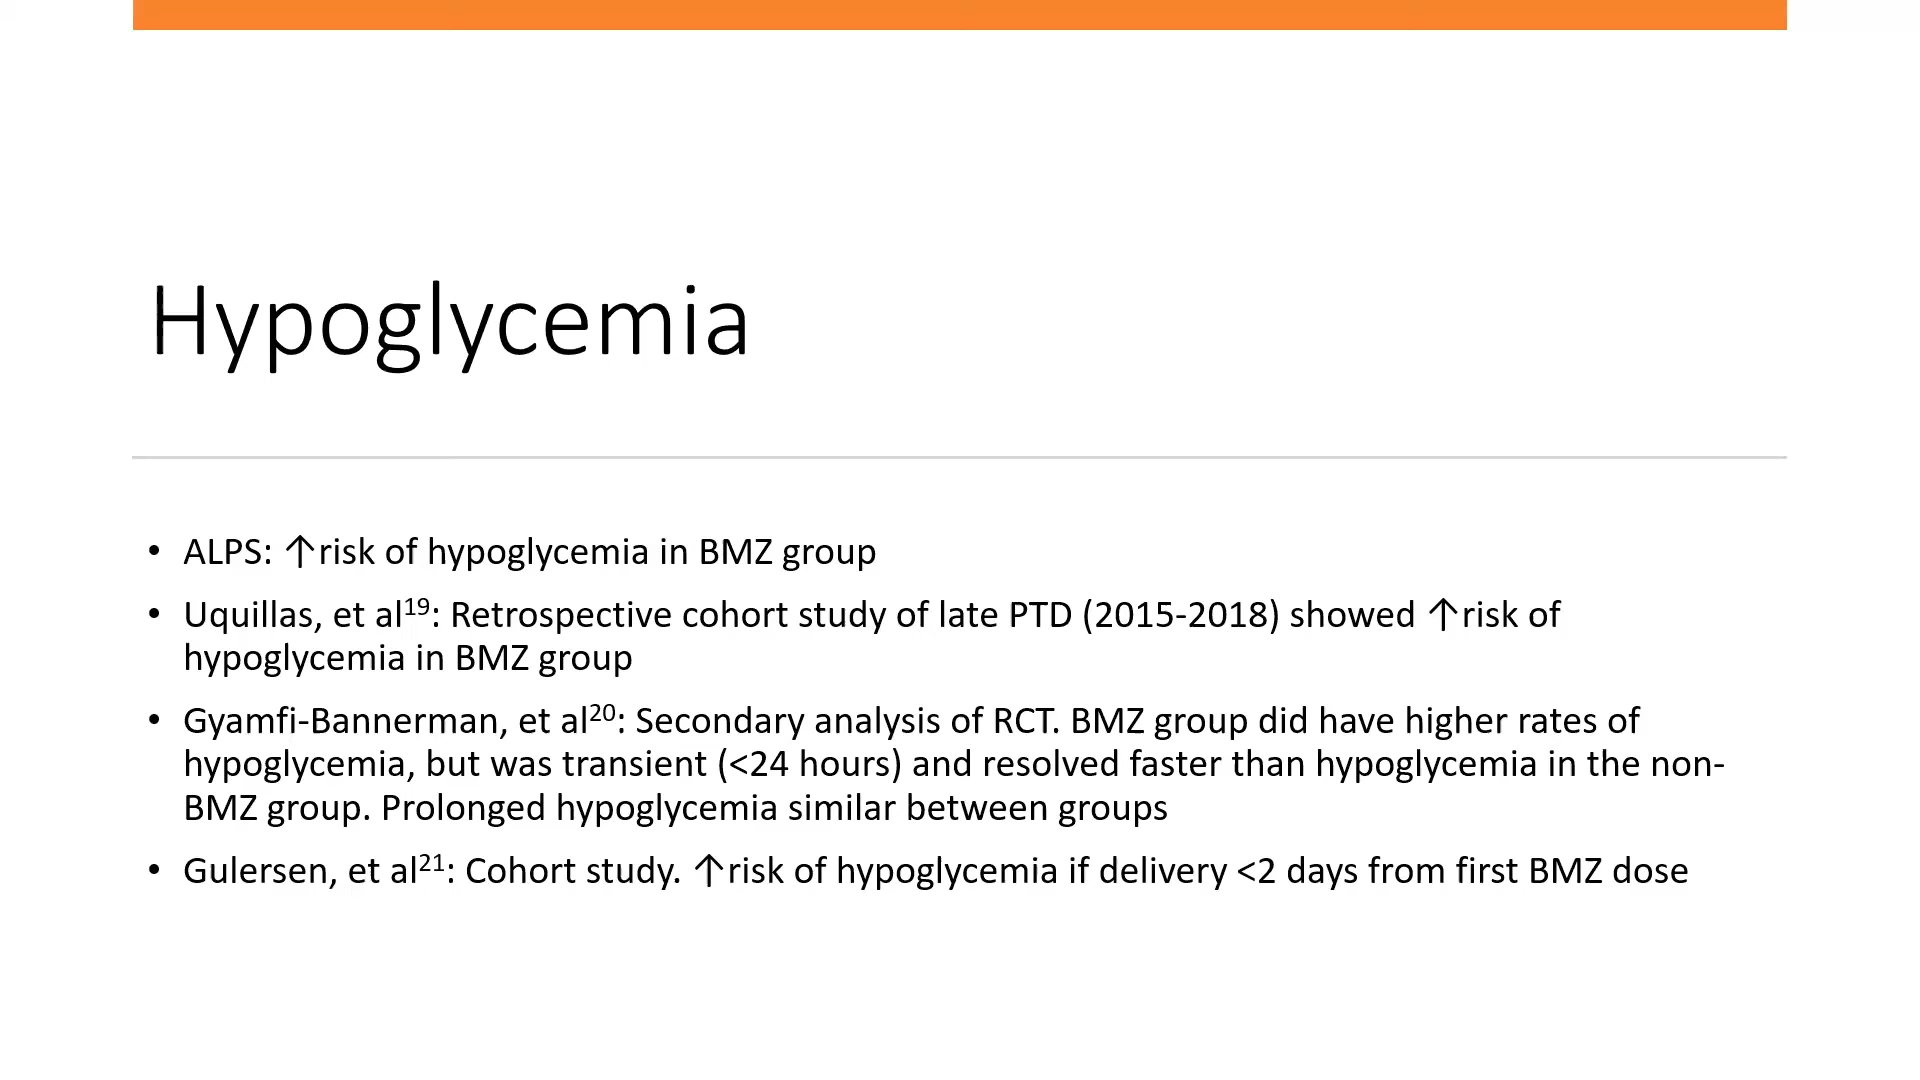 Hypoglycemia
• ALPS: ↑risk of hypoglycemia in BMZ group
• Uquillas, et al19: Retrospective cohort study of late PTD (2015-2018) showed ↑risk of
hypoglycemia in BMZ group
• Gyamfi-Bannerman, et al20: Secondary analysis of RCT. BMZ group did have higher rates of
hypoglycemia, but was transient (<24 hours) and resolved faster than hypoglycemia in the non-
BMZ group. Prolonged hypoglycemia similar between groups
• Gulersen, et al21: Cohort study. ↑risk of hypoglycemia if delivery <2 days from first BMZ dose